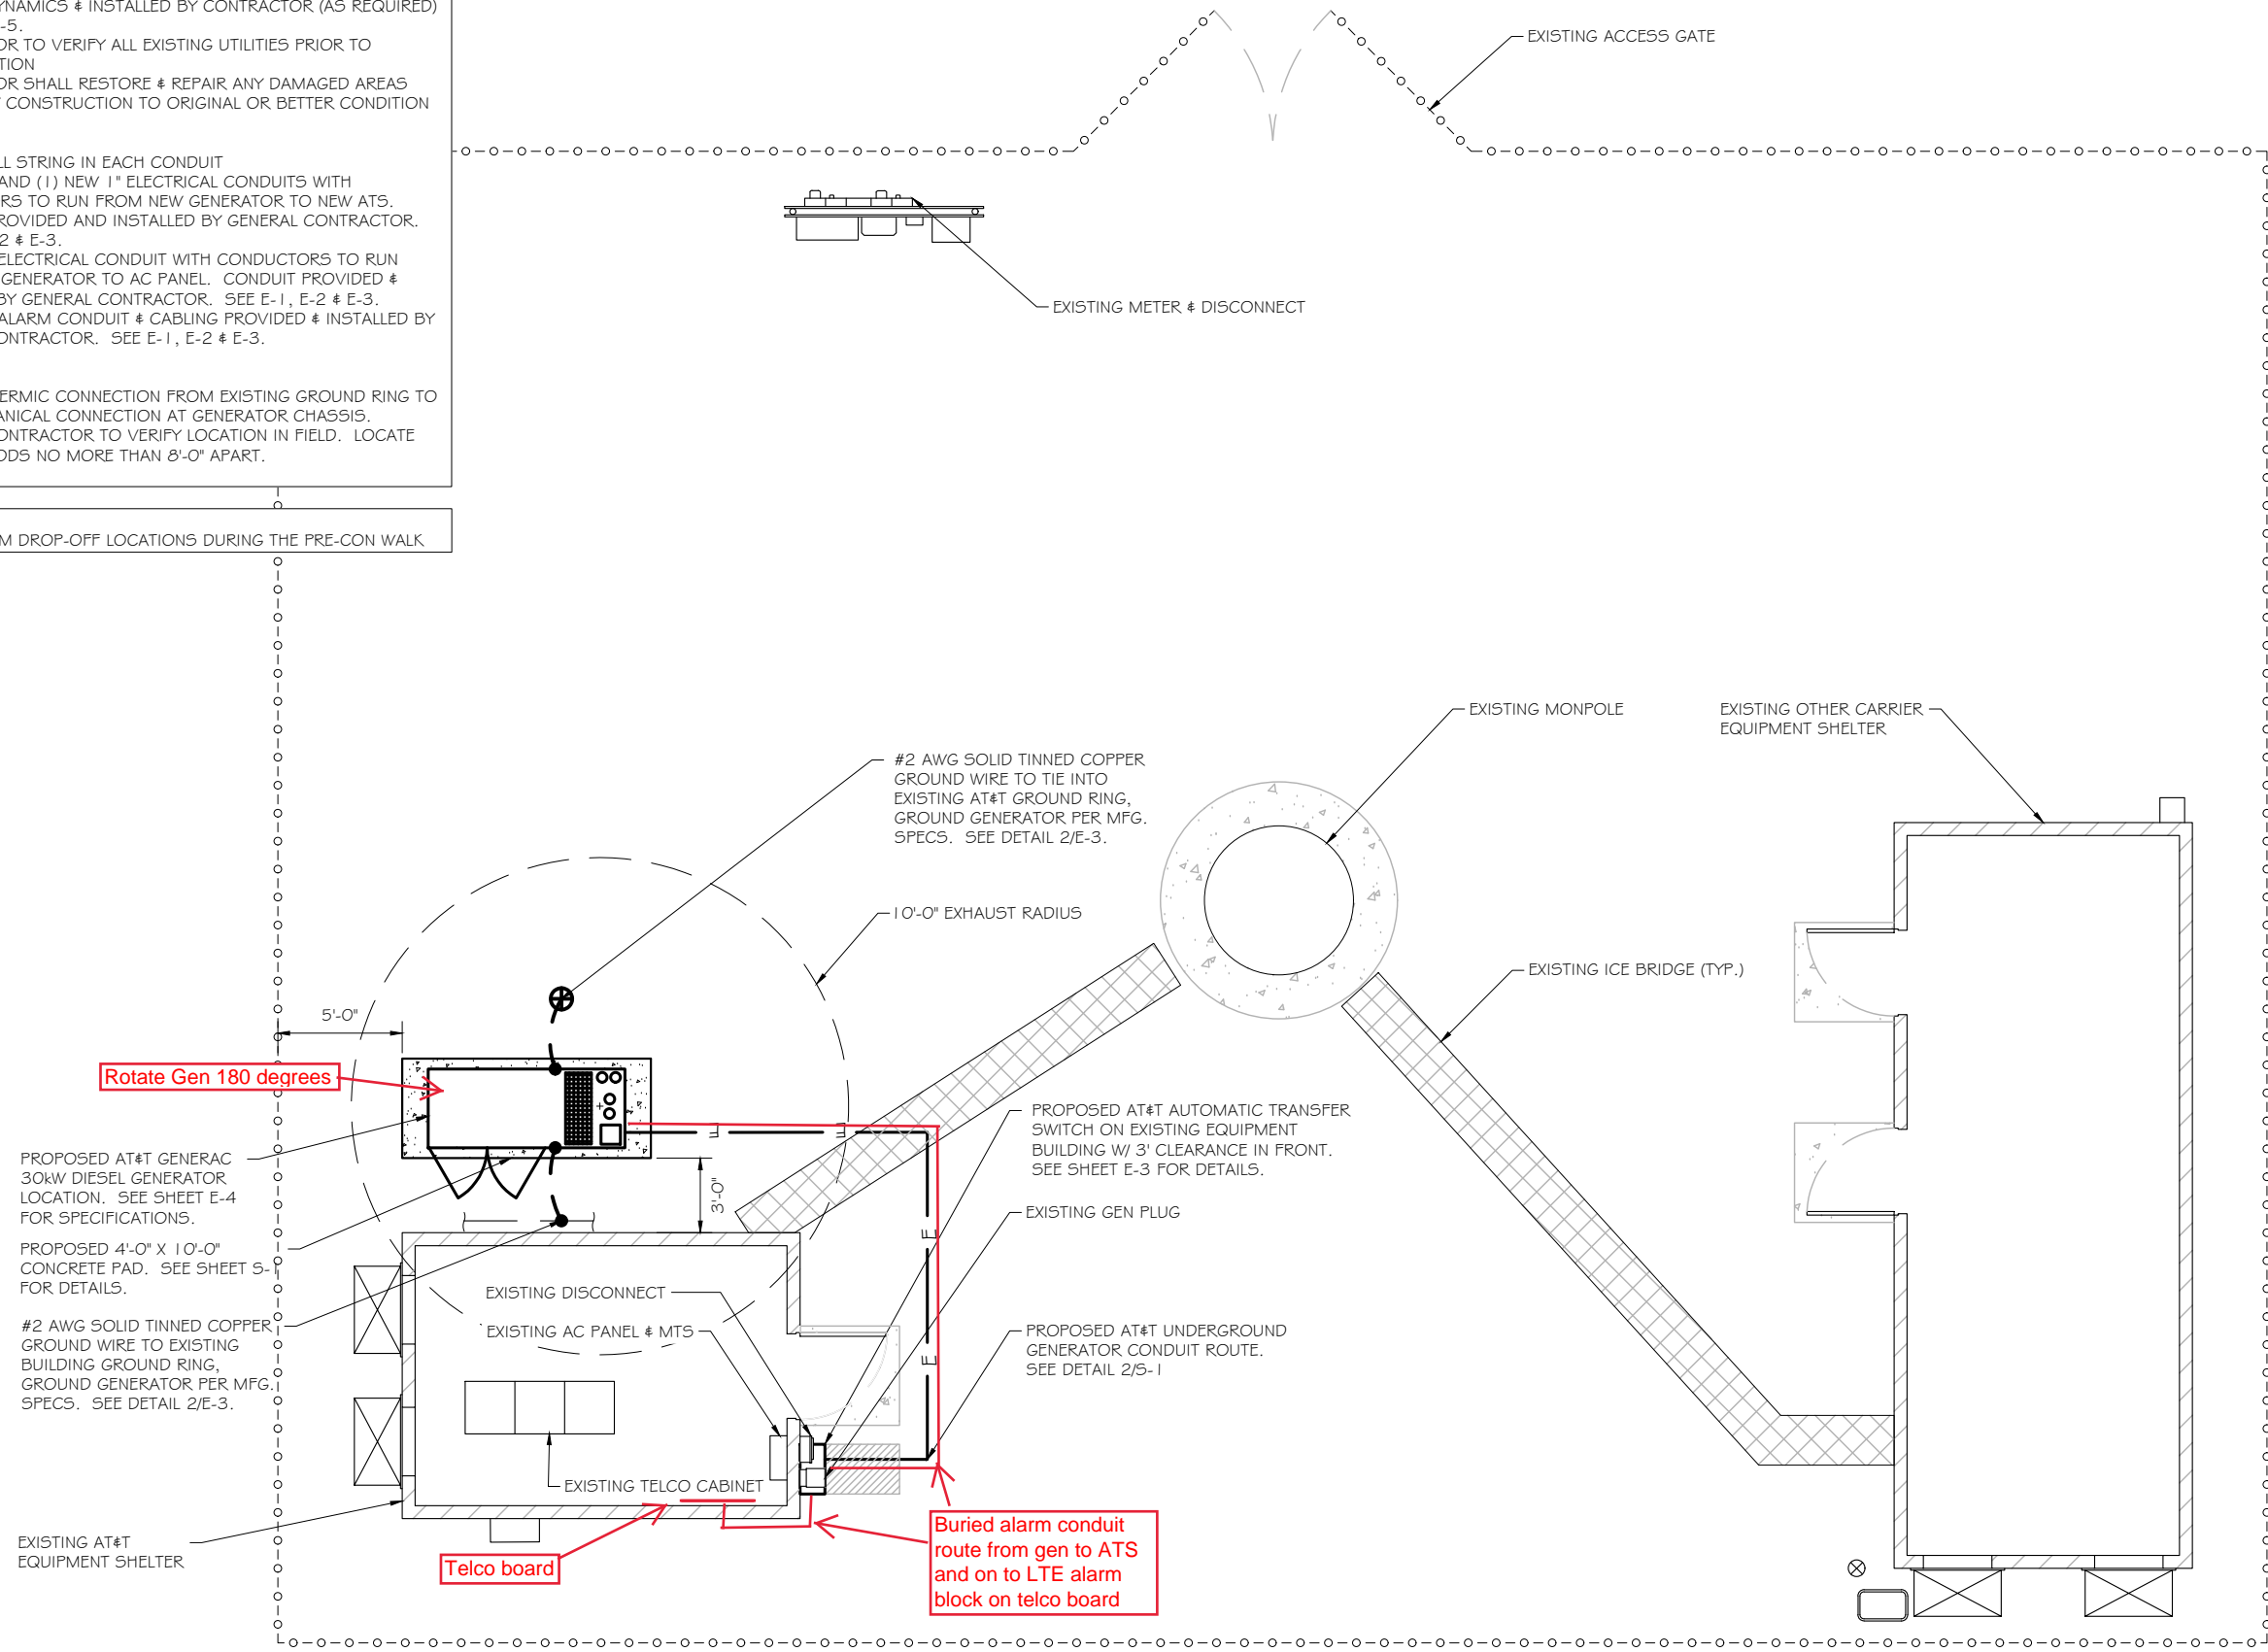 YNAMICS & INSTALLED BY CONTRACTOR (AS REQUIRED)
-5.
OR TO VERIFY ALL EXISTING UTILITIES PRIOR TO
TION
OR SHALL RESTORE & REPAIR ANY DAMAGED AREAS
Y CONSTRUCTION TO ORIGINAL OR BETTER CONDITION
LL STRING IN EACH CONDUIT
AND (1) NEW 1" ELECTRICAL CONDUITS WITH
RS TO RUN FROM NEW GENERATOR TO NEW ATS.
ROVIDED AND INSTALLED BY GENERAL CONTRACTOR.
2 & E-3.
ELECTRICAL CONDUIT WITH CONDUCTORS TO RUN
GENERATOR TO AC PANEL. CONDUIT PROVIDED &
BY GENERAL CONTRACTOR. SEE E-1, E-2 & E-3.
ALARM CONDUIT & CABLING PROVIDED & INSTALLED BY
ONTRACTOR. SEE E-1, E-2 & E-3.
ERMIC CONNECTION FROM EXISTING GROUND RING TO
ANICAL CONNECTION AT GENERATOR CHASSIS.
ONTRACTOR TO VERIFY LOCATION IN FIELD. LOCATE
ODS NO MORE THAN 8'-0" APART.
M DROP-OFF LOCATIONS DURING THE PRE-CON WALK
EXISTING ACCESS GATE
EXISTING METER & DISCONNECT
EXISTING MONPOLE
EXISTING OTHER CARRIER
EQUIPMENT SHELTER
#2 AWG SOLID TINNED COPPER
GROUND WIRE TO TIE INTO
EXISTING AT&T GROUND RING,
GROUND GENERATOR PER MFG.
SPECS. SEE DETAIL 2/E-3.
10'-0" EXHAUST RADIUS
EXISTING ICE BRIDGE (TYP.)
5'-0"
Rotate Gen 180 degrees
E
E
PROPOSED AT&T AUTOMATIC TRANSFER
SWITCH ON EXISTING EQUIPMENT
BUILDING W/ 3' CLEARANCE IN FRONT.
SEE SHEET E-3 FOR DETAILS.
PROPOSED AT&T GENERAC
30kW DIESEL GENERATOR
LOCATION. SEE SHEET E-4
FOR SPECIFICATIONS.
3'-0"
EXISTING GEN PLUG
E
PROPOSED 4'-0" X 10'-0"
CONCRETE PAD. SEE SHEET S-1
FOR DETAILS.
EXISTING DISCONNECT
EXISTING AC PANEL & MTS
E
#2 AWG SOLID TINNED COPPER
GROUND WIRE TO EXISTING
BUILDING GROUND RING,
GROUND GENERATOR PER MFG.
SPECS. SEE DETAIL 2/E-3.
PROPOSED AT&T UNDERGROUND
GENERATOR CONDUIT ROUTE.
SEE DETAIL 2/S-1
EXISTING TELCO CABINET
EXISTING AT&T
EQUIPMENT SHELTER
Telco board
Buried alarm conduit
route from gen to ATS
and on to LTE alarm
block on telco board